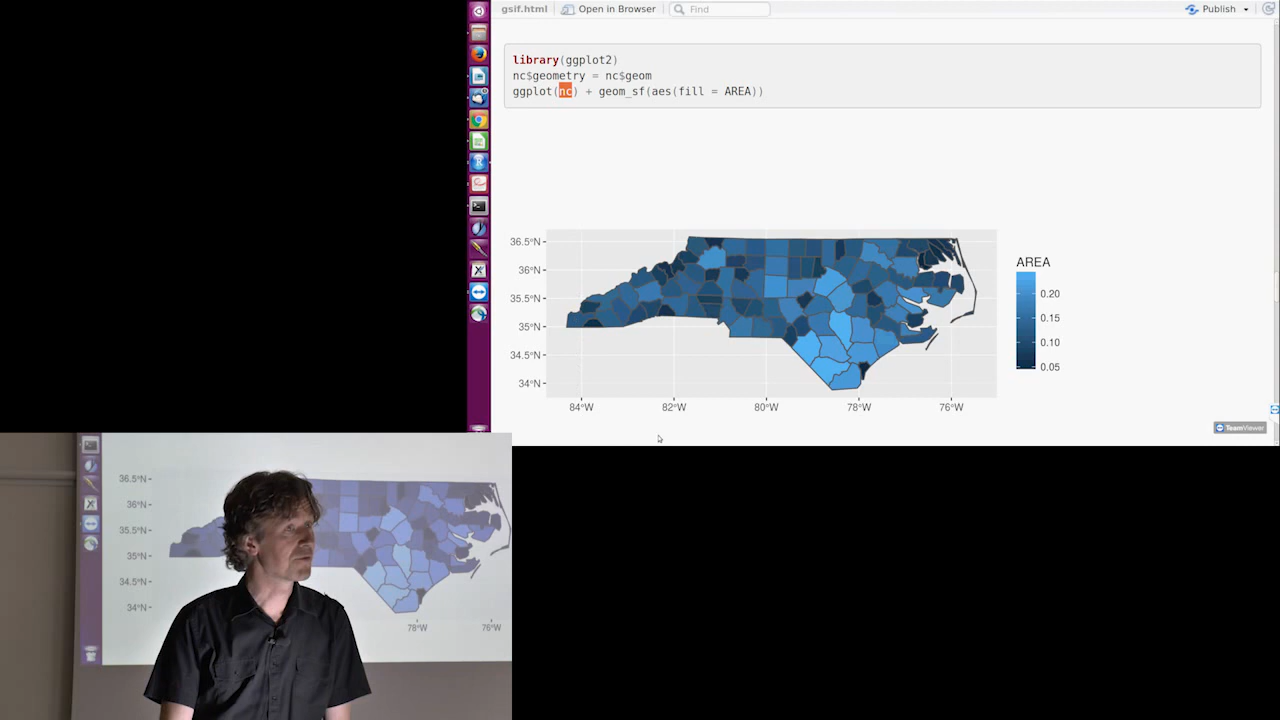 gsif.html Open in Browser Find Publish
library(ggplot2)
nc$geometry = nc$geom
ggplot(nc) + geom_sf(aes(fill = AREA))
36.5°N
36°N
35.5°N
35°N
34.5°N
34°N
84°W 82°W 80°W 78°W 76°W
AREA
0.20
0.15
0.10
0.05
TeamViewer
36.5°N
36°N
35.5°N
35°N
34.5°N
34°N
78°W 76°W